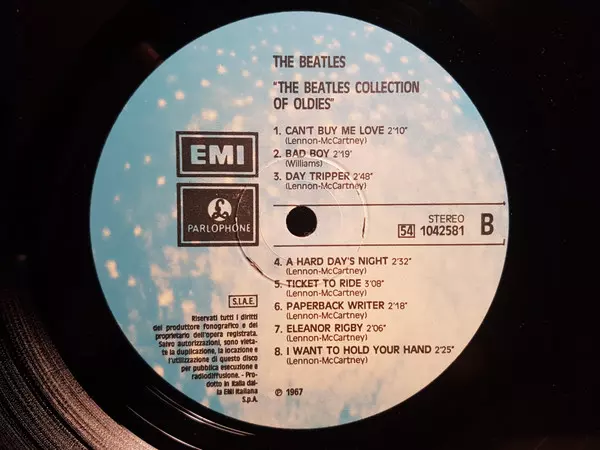 THE BEATLES
"THE BEATLES COLLECTION
OF OLDIES"
1. CAN'T BUY ME LOVE 2'10"
(Lennon-McCartney)
2. BAD BOY 2'19"
(Williams)
3. DAY TRIPPER 2'48"
(Lennon-McCartney)
EMI
PARLOPHONE
STEREO
54 1042581 B
4. A HARD DAY'S NIGHT 2'32"
(Lennon-McCartney)
5. TICKET TO RIDE 3'08"
(Lennon-McCartney)
6. PAPERBACK WRITER 2'18"
(Lennon-McCartney)
7. ELEANOR RIGBY 2'06"
(Lennon-McCartney)
8. I WANT TO HOLD YOUR HAND 2'25"
(Lennon-McCartney)
S.I.A.E.
Riservati tutti i diritti
del produttore fonografico e del
proprietario dell'opera registrata.
Salvo autorizzazioni, sono vieta-
te la duplicazione, la locazione e
l'utilizzazione di questo disco
per pubblica esecuzione e
radiodiffusione. - Pro-
dotto in Italia dal-
la EMI Italiana
S.p.A.
℗ 1967